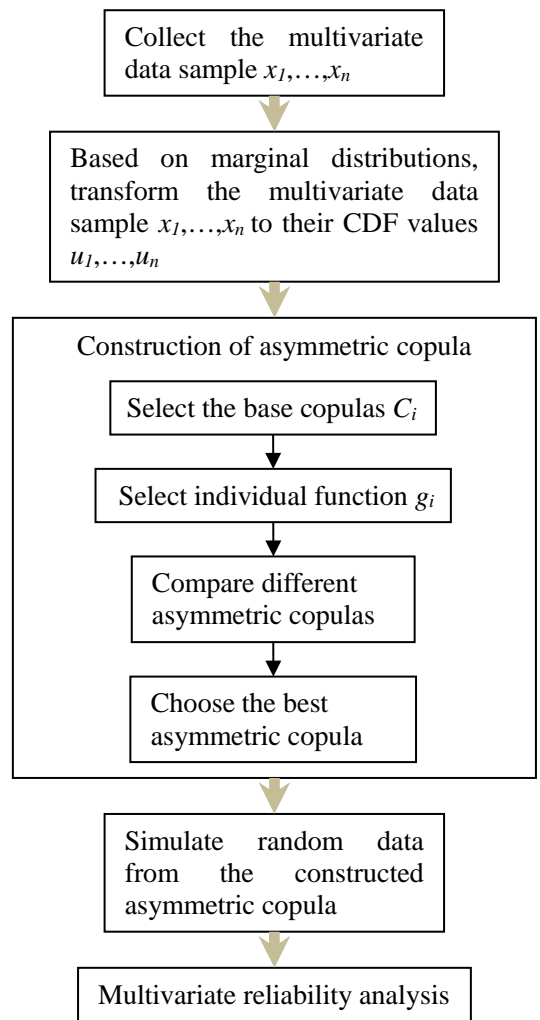 Collect the multivariate
data sample x1,…,xn
Based on marginal distributions,
transform the multivariate data
sample x1,…,xn to their CDF values
u1,…,un
Construction of asymmetric copula
Select the base copulas Ci
Select individual function gi
Compare different
asymmetric copulas
Choose the best
asymmetric copula
Simulate random data
from the constructed
asymmetric copula
Multivariate reliability analysis